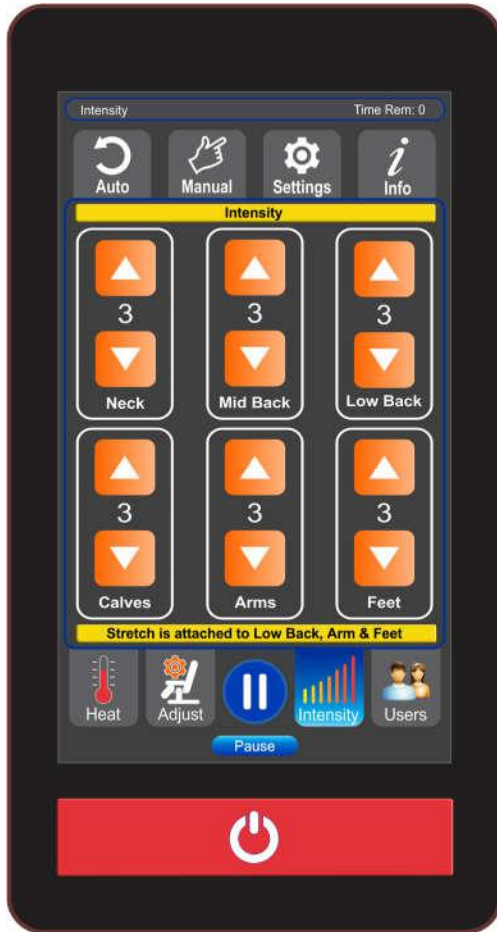 Intensity Time Rem: 0
Auto Manual Settings Info
Intensity
3 3 3
Neck Mid Back Low Back
3 3 3
Calves Arms Feet
Stretch is attached to Low Back, Arm & Feet
Heat Adjust Intensity Users
Pause